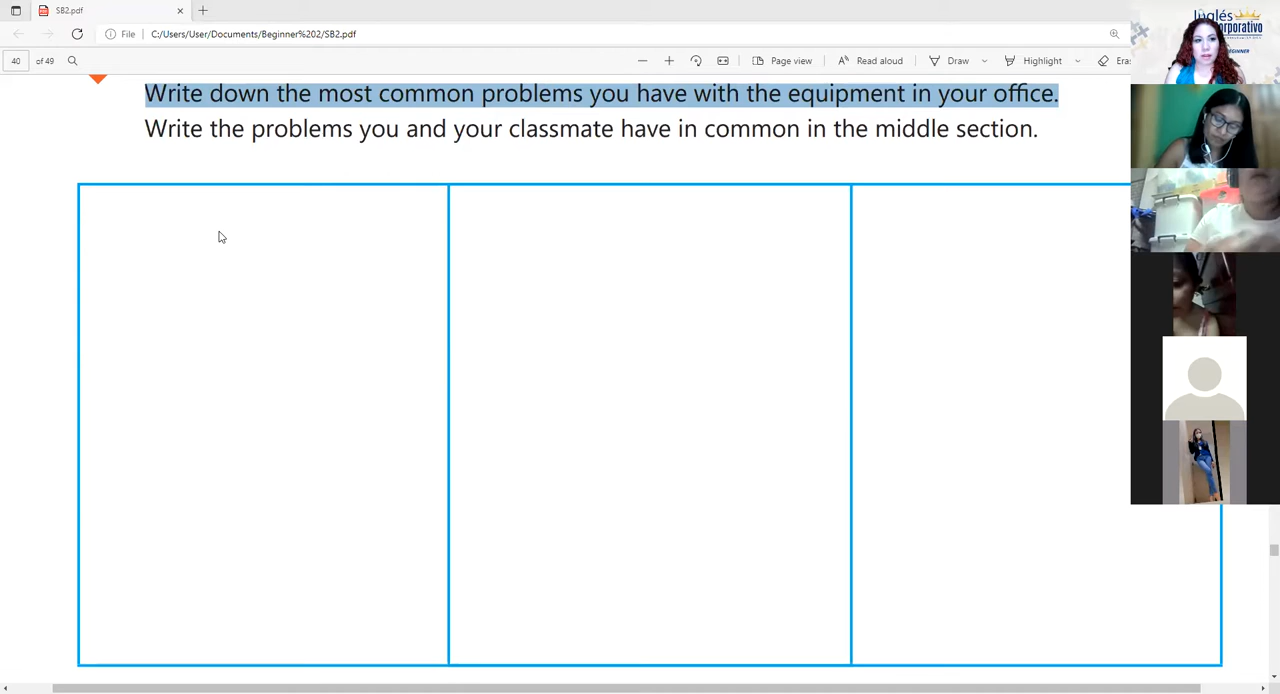 SB2.pdf
File
C:/Users/User/Documents/Beginner%202/SB2.pdf
40 of 49
Page view
Read aloud
Draw
Highlight
Write down the most common problems you have with the equipment in your office.
Write the problems you and your classmate have in common in the middle section.
Inglés